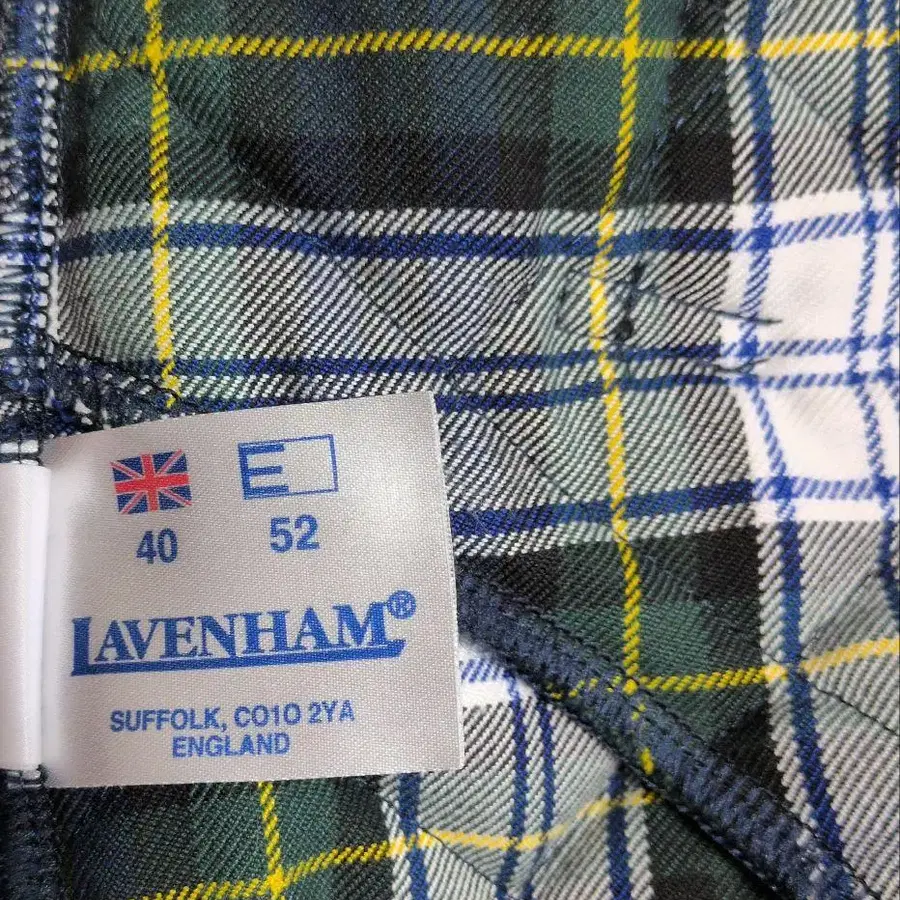 40 52
LAVENHAM®
SUFFOLK, CO10 2YA
ENGLAND